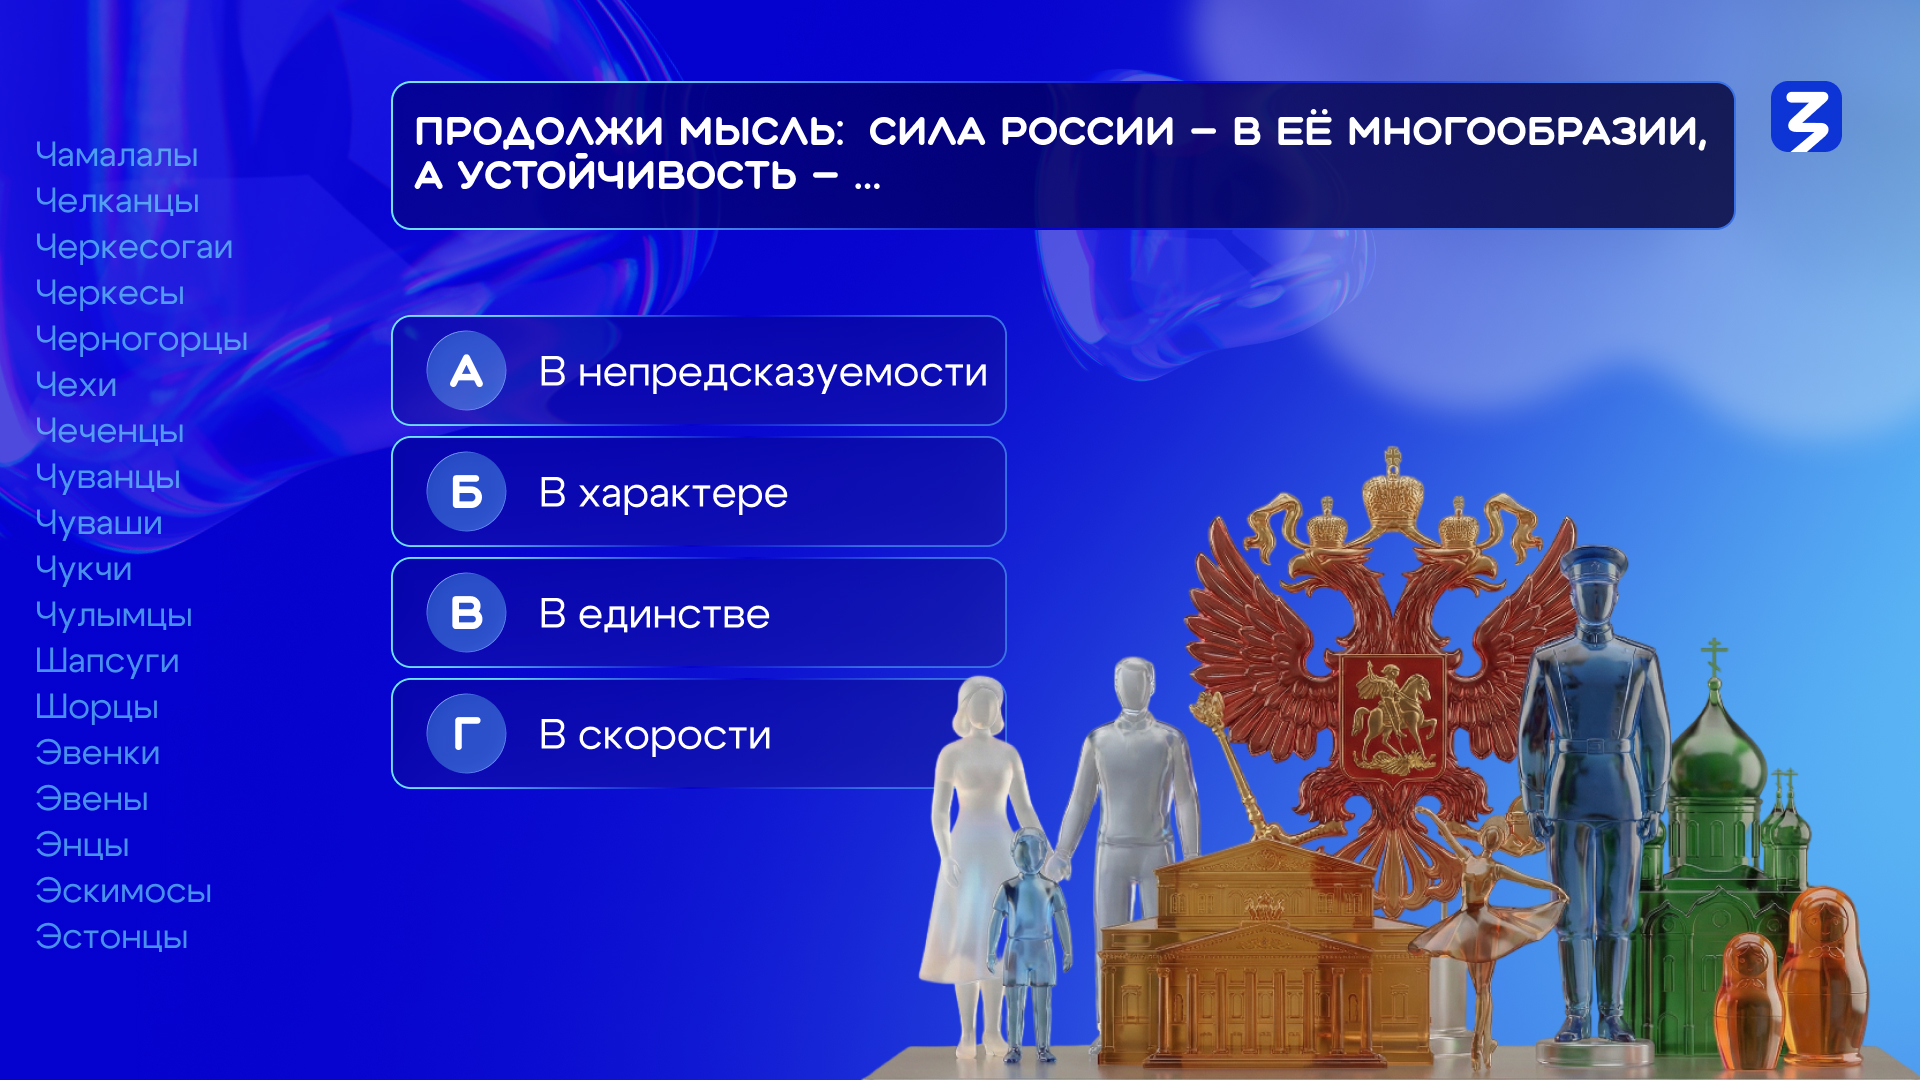 ПРОДОЛЖИ МЫСЛЬ: СИЛА РОССИИ – В ЕЁ МНОГООБРАЗИИ,
А УСТОЙЧИВОСТЬ – ...
Чамалалы
Челканцы
Черкесогаи
Черкесы
Черногорцы
Чехи
Чеченцы
Чуванцы
Чуваши
Чукчи
Чулымцы
Шапсуги
Шорцы
Эвенки
Эвены
Энцы
Эскимосы
Эстонцы
А В непредсказуемости
Б В характере
В В единстве
Г В скорости